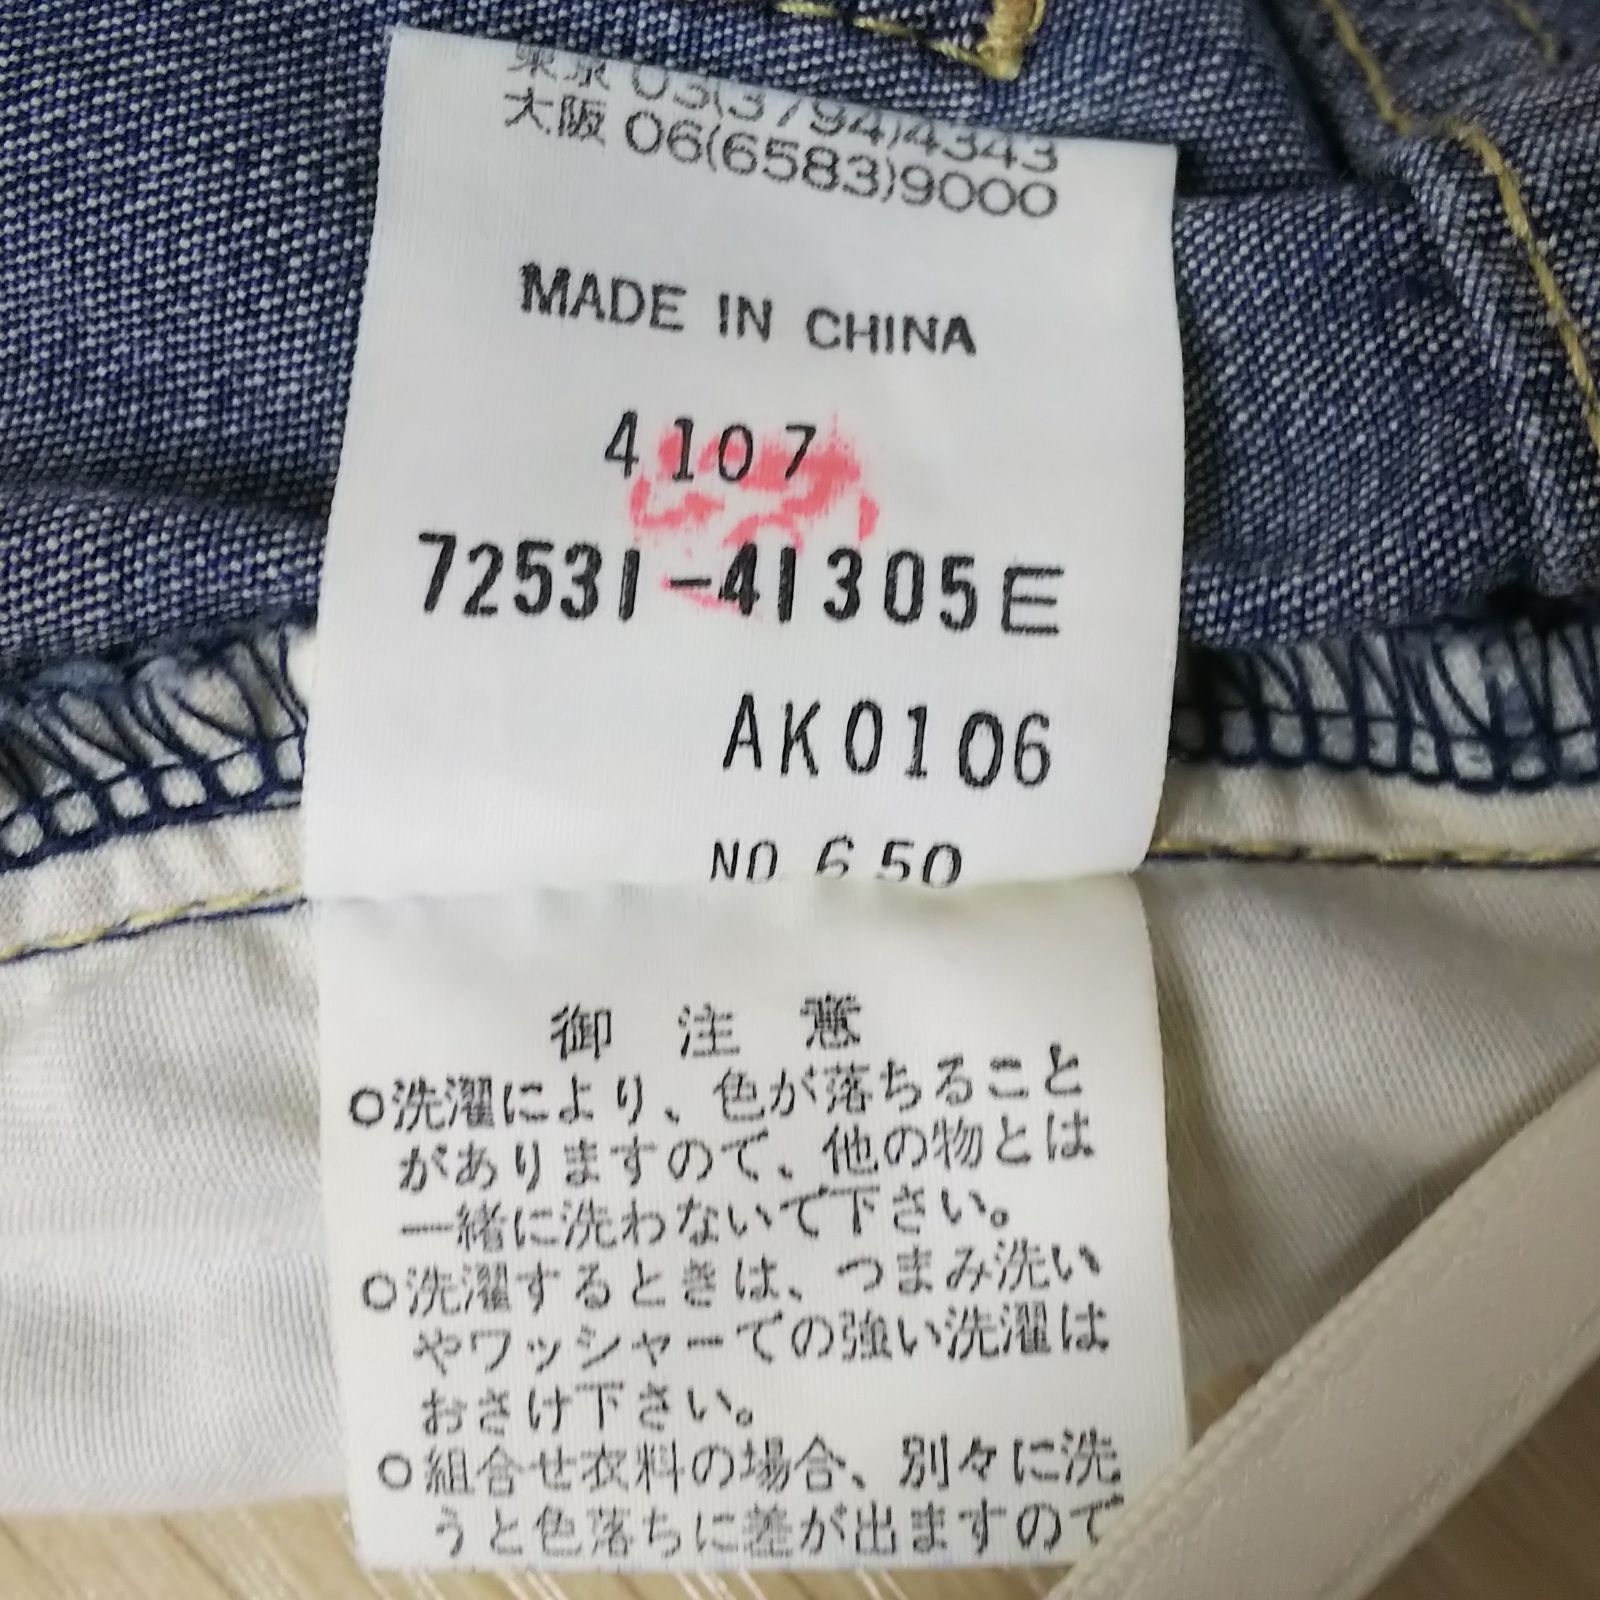 東京 03(3794)4343
大阪 06(6583)9000
MADE IN CHINA
4107
72531-41305E
AK0106
NO.650
御注意
○洗濯により、色が落ちること
がありますので、他の物とは
一緒に洗わないで下さい。
○洗濯するときは、つまみ洗い
やワッシャーでの強い洗濯は
おさけ下さい。
○組合せ衣料の場合、別々に洗
うと色落ちに差が出ますので